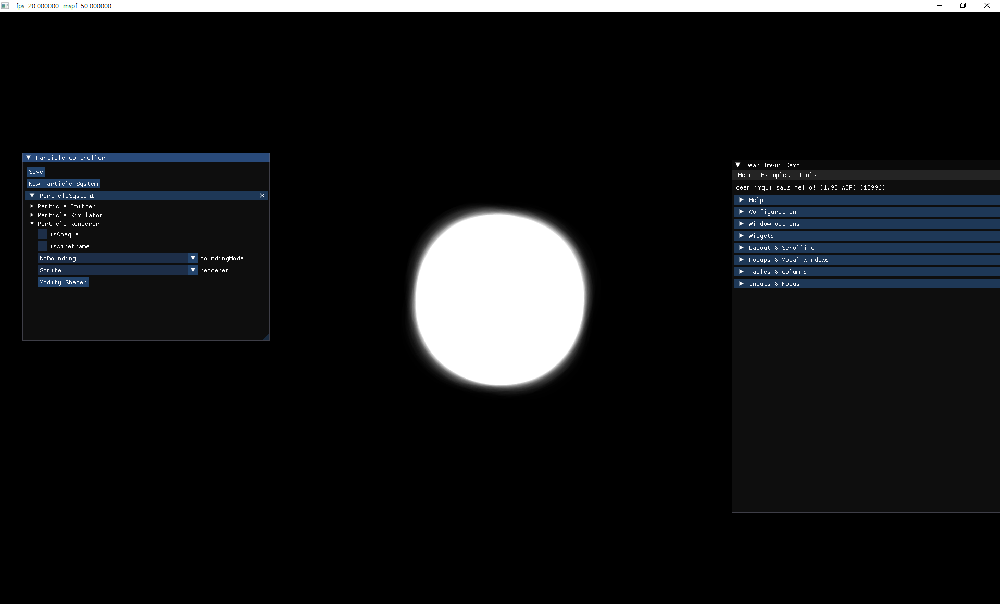 fps: 20.000000 mspf: 50.000000
Particle Controller
Save
New Particle System
ParticleSystem1
Particle Emitter
Particle Simulator
Particle Renderer
isOpaque
isWireframe
NoBounding boundingMode
Sprite renderer
Modify Shader
Dear ImGui Demo
Menu Examples Tools
dear imgui says hello! (1.90 WIP) (18996)
Help
Configuration
Window options
Widgets
Layout & Scrolling
Popups & Modal windows
Tables & Columns
Inputs & Focus